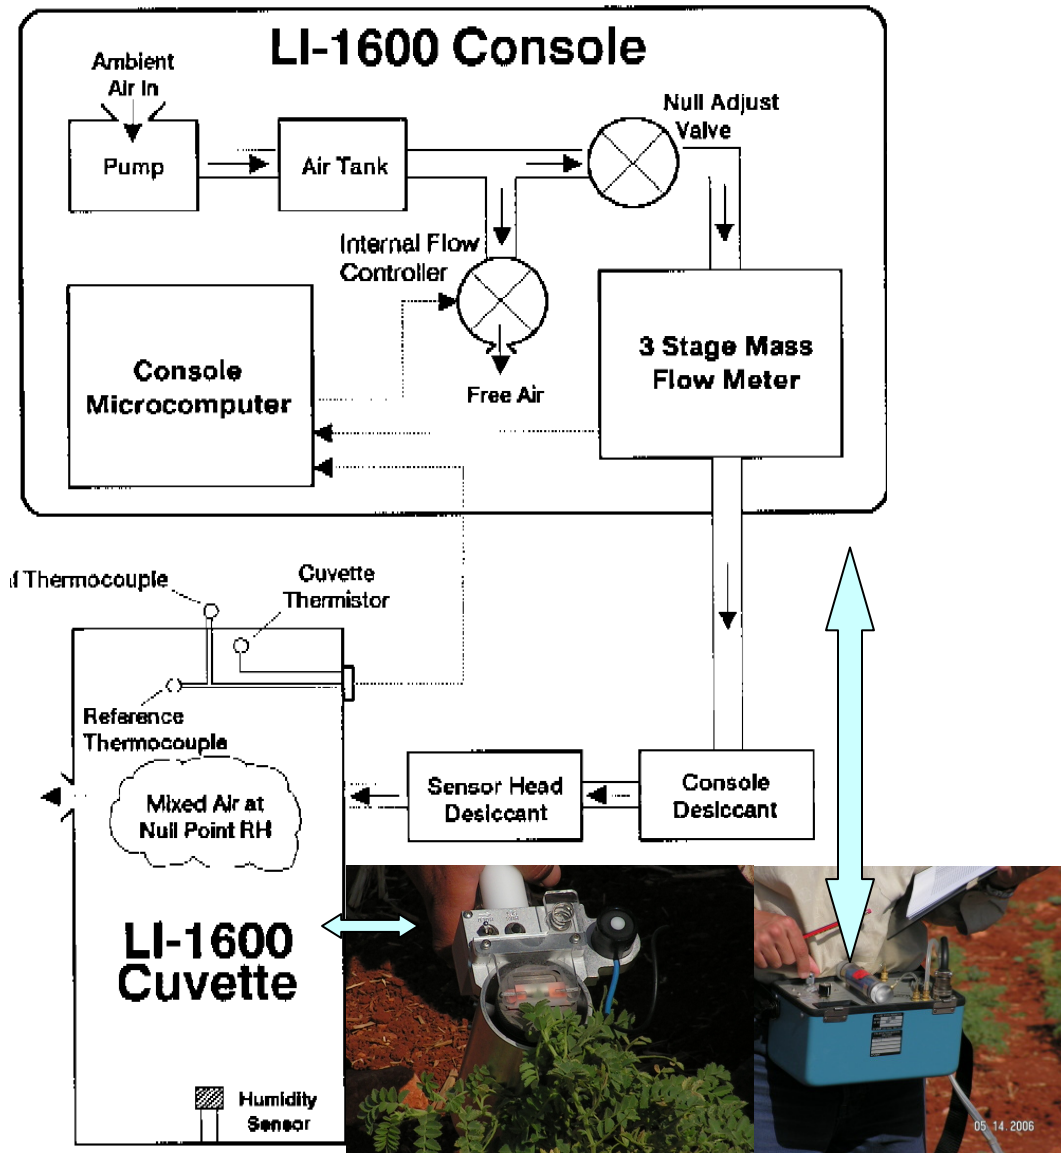 LI-1600 Console
Ambient
Air In
Pump
Air Tank
Null Adjust
Valve
Internal Flow
Controller
Free Air
3 Stage Mass
Flow Meter
Console
Microcomputer
f Thermocouple
Cuvette
Thermistor
Reference
Thermocouple
Mixed Air at
Null Point RH
Sensor Head
Desiccant
Console
Desiccant
LI-1600
Cuvette
Humidity
Sensor
05 14 2006